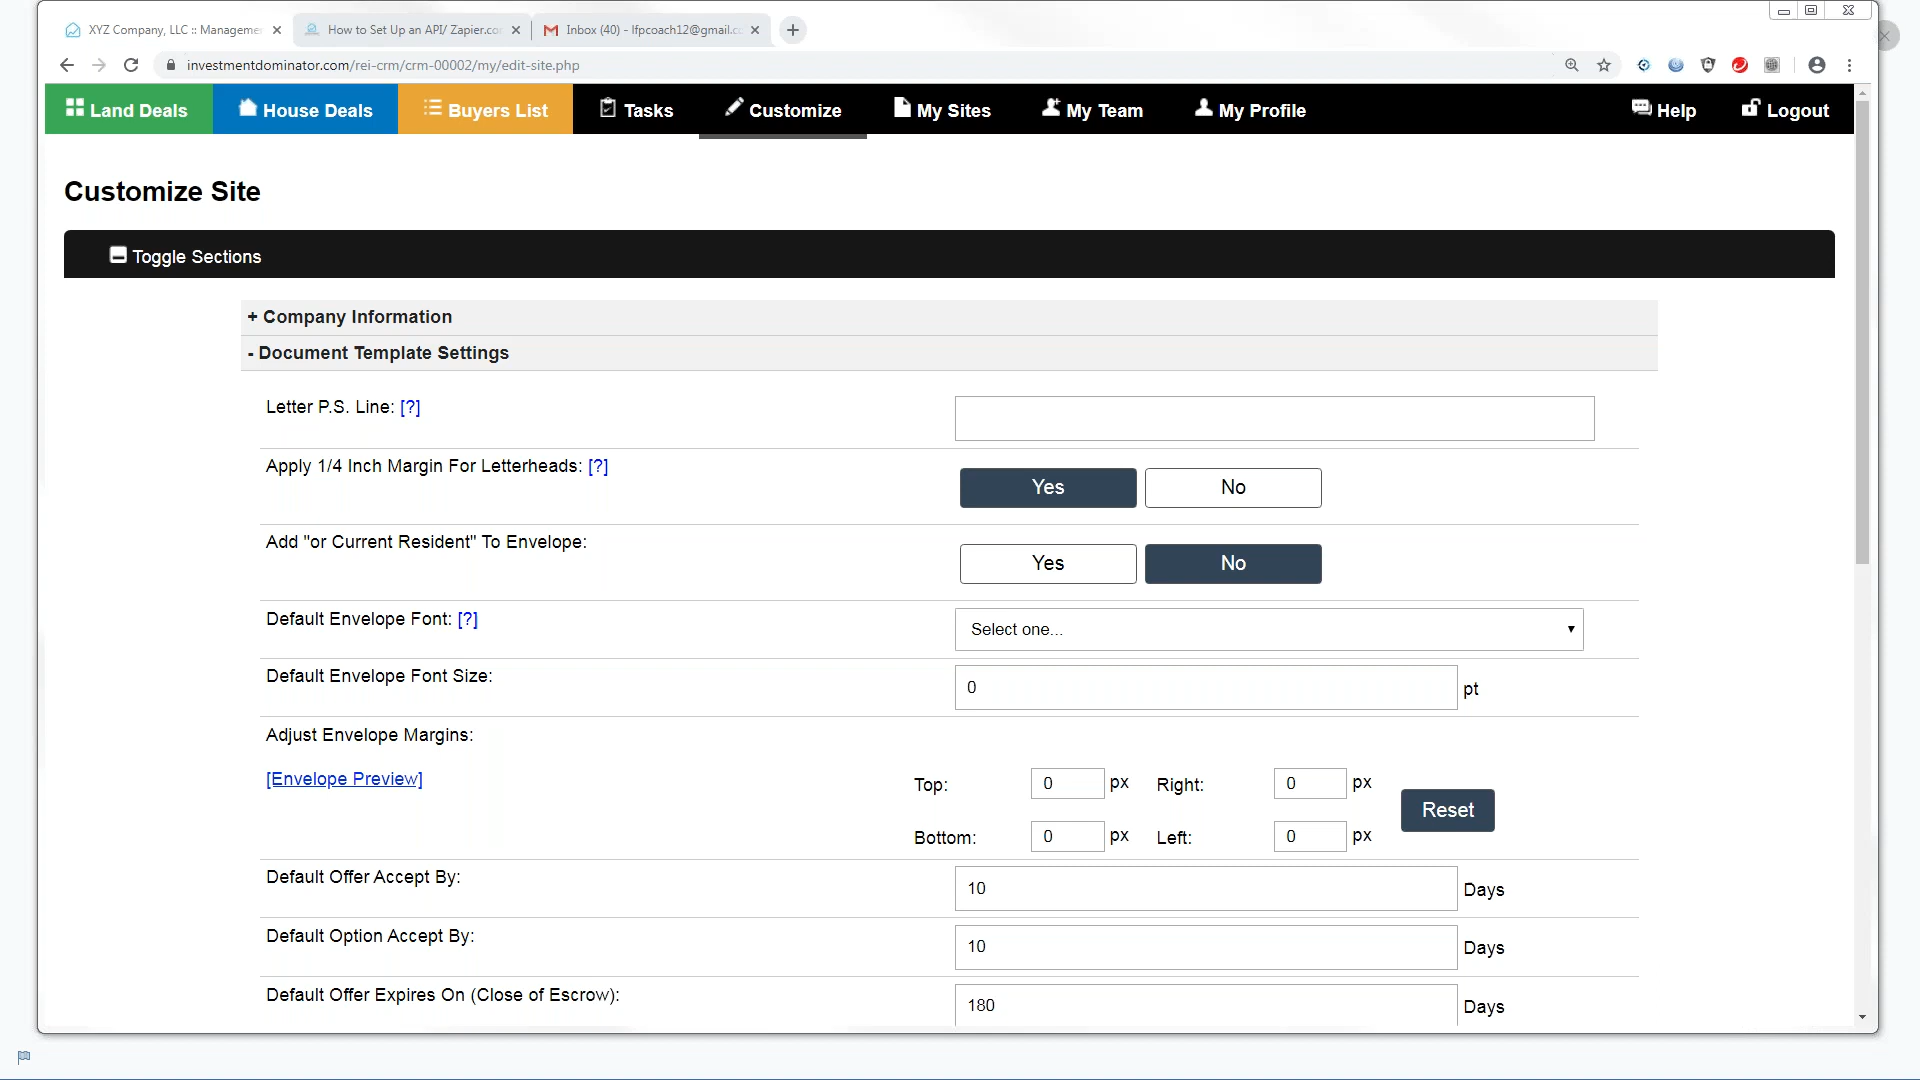 XYZ Company, LLC :: Manageme
How to Set Up an API/ Zapier.co
Inbox (40) - lfpcoach12@gmail.c
investmentdominator.com/rei-crm/crm-00002/my/edit-site.php
Land Deals
House Deals
Buyers List
Tasks
Customize
My Sites
My Team
My Profile
Help
Logout
Customize Site
Toggle Sections
+ Company Information
- Document Template Settings
Letter P.S. Line: [?]
Apply 1/4 Inch Margin For Letterheads: [?]
Yes No
Add "or Current Resident" To Envelope:
Yes No
Default Envelope Font: [?]
Select one...
Default Envelope Font Size:
0 pt
Adjust Envelope Margins:
[Envelope Preview]
Top: 0 px Right: 0 px
Reset
Bottom: 0 px Left: 0 px
Default Offer Accept By:
10 Days
Default Option Accept By:
10 Days
Default Offer Expires On (Close of Escrow):
180 Days